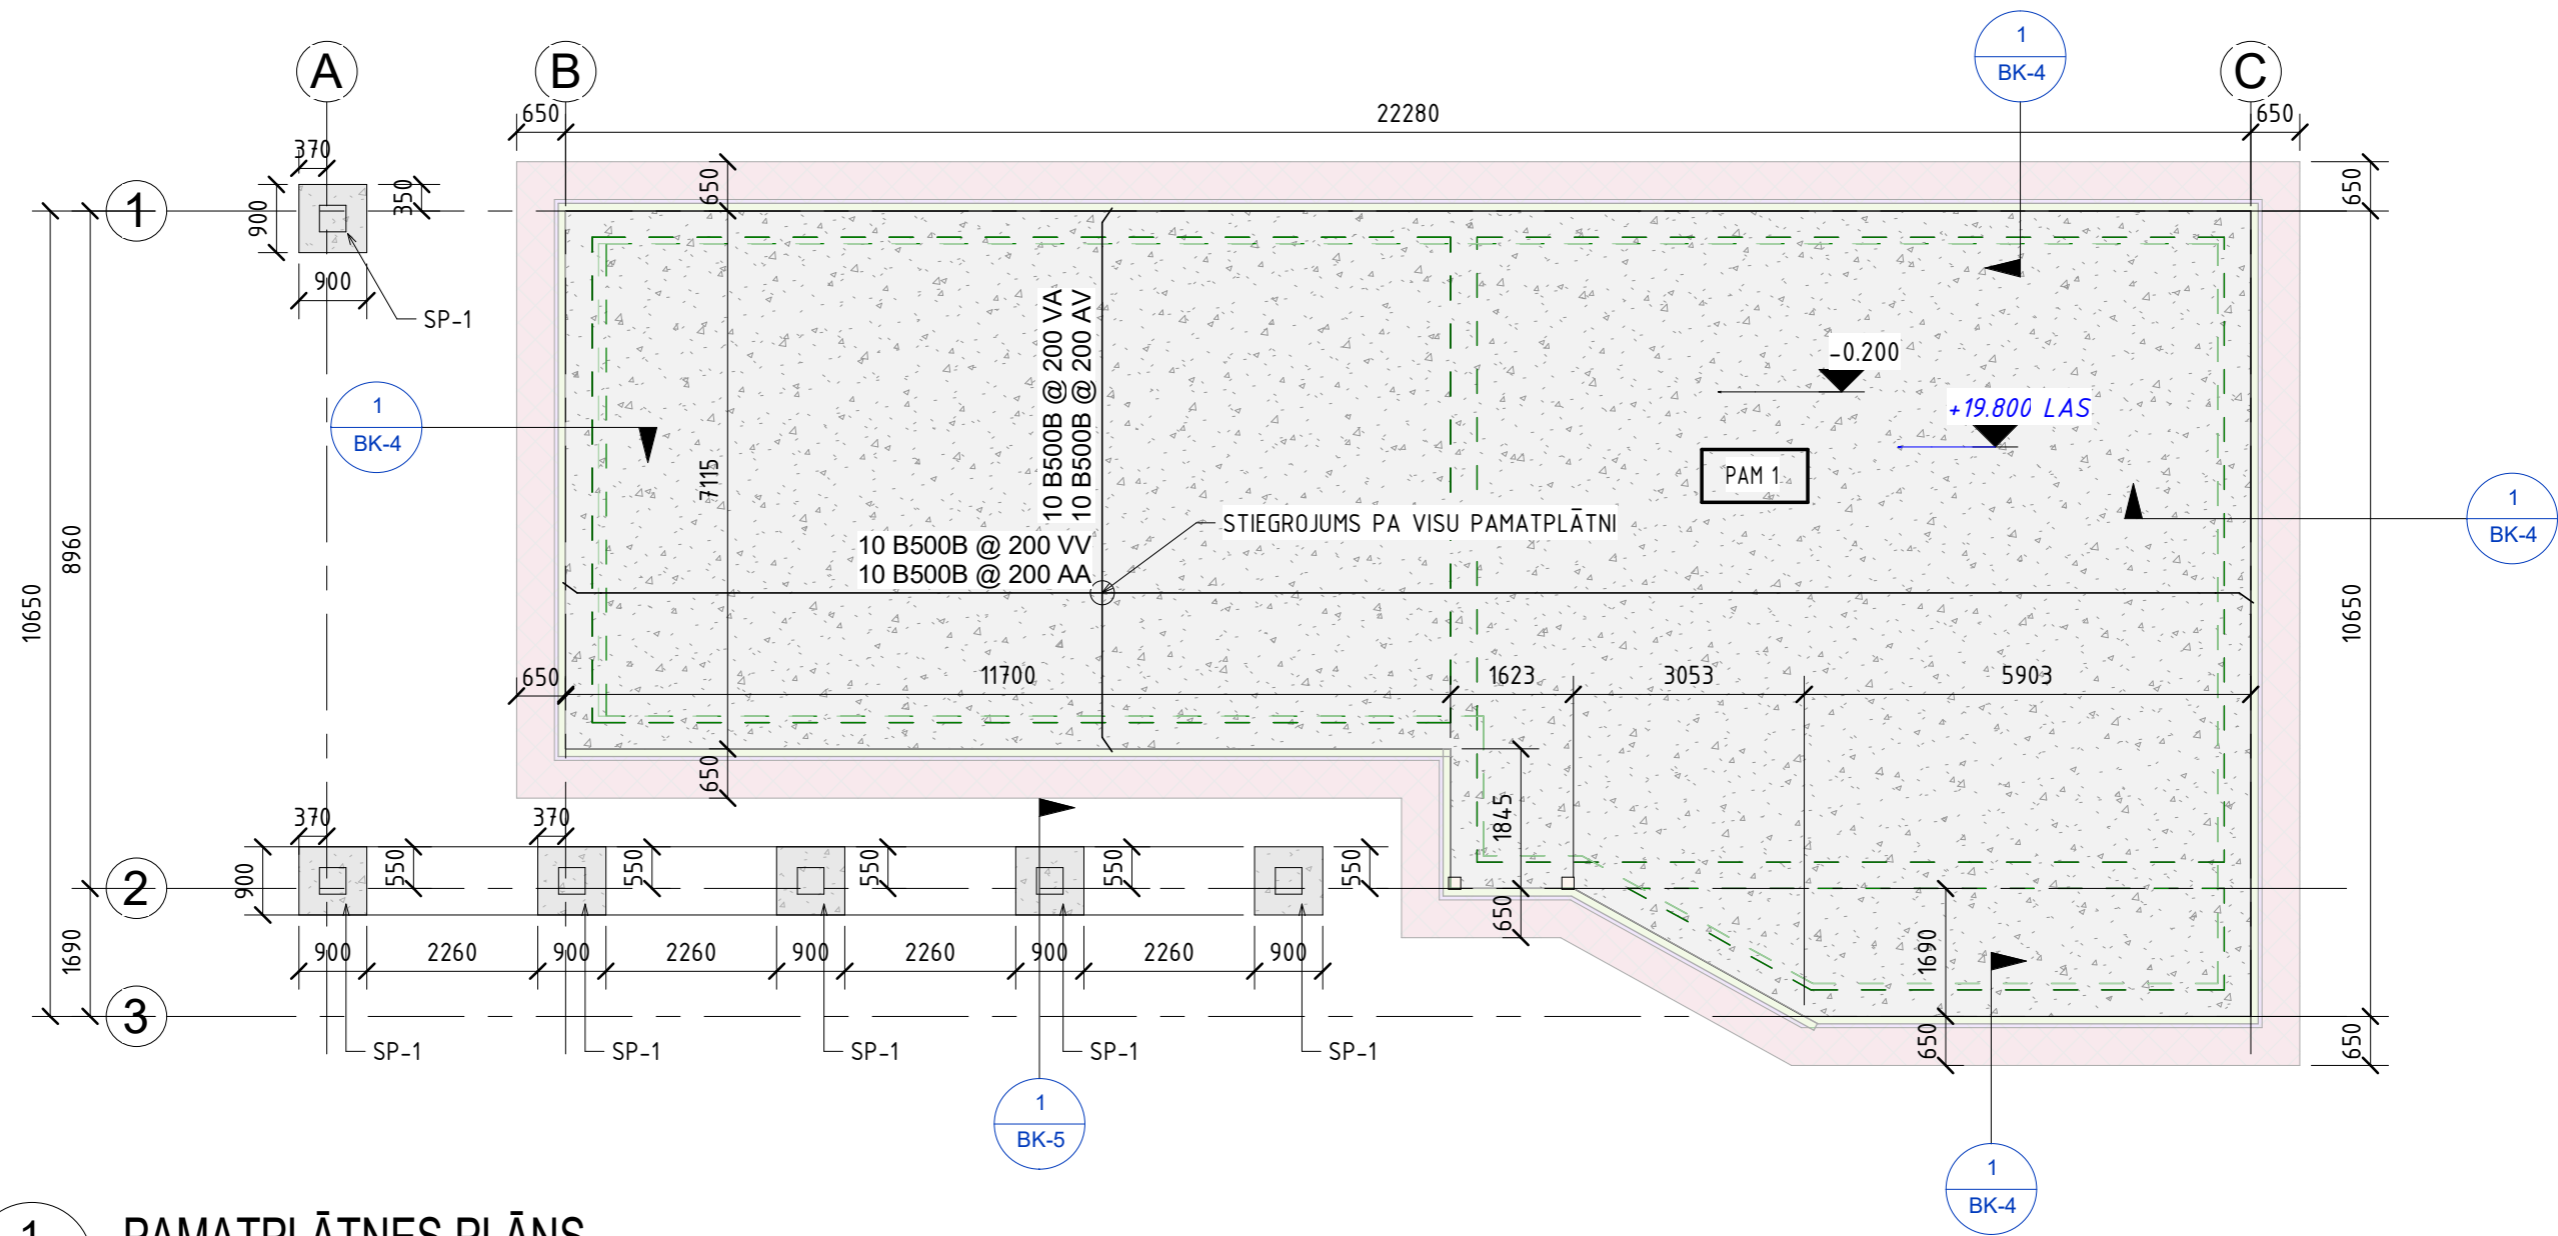 1
BK-4
A
B
C
650
22280
650
370
900
350
1
650
650
900
SP-1
10 B500B @ 200 VA
10 B500B @ 200 AV
-0.200
+19.800 LAS
1
BK-4
PAM 1
7115
1
BK-4
STIEGROJUMS PA VISU PAMATPLĀTNI
10 B500B @ 200 VV
10 B500B @ 200 AA
10650
8960
10650
650
11700
1623
3053
5903
650
1845
370
370
900
550
550
550
550
550
2
650
1690
900
2260
900
2260
900
2260
900
2260
900
1690
3
650
650
SP-1
SP-1
SP-1
SP-1
SP-1
1
BK-5
1
BK-4
1
PAMATPLĀTNES PLĀNS